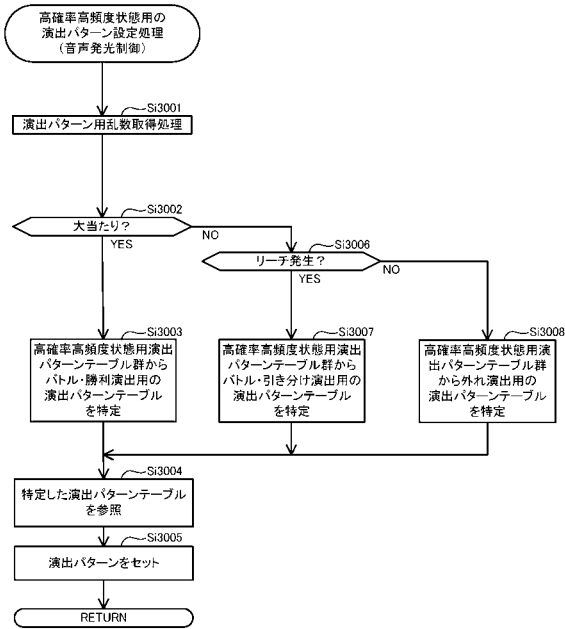 高確率高頻度状態用の
演出パターン設定処理
（音声発光制御）
Si3001
演出パターン用乱数取得処理
Si3002
大当たり？
NO
YES
Si3006
リーチ発生？
NO
YES
Si3003
高確率高頻度状態用演出
パターンテーブル群から
バトル・勝利演出用の
演出パターンテーブル
を特定
Si3007
高確率高頻度状態用演出
パターンテーブル群から
バトル・引き分け演出用の
演出パターンテーブル
を特定
Si3008
高確率高頻度状態用演
出パターンテーブル群
から外れ演出用の
演出パターンテーブル
を特定
Si3004
特定した演出パターンテーブル
を参照
Si3005
演出パターンをセット
RETURN